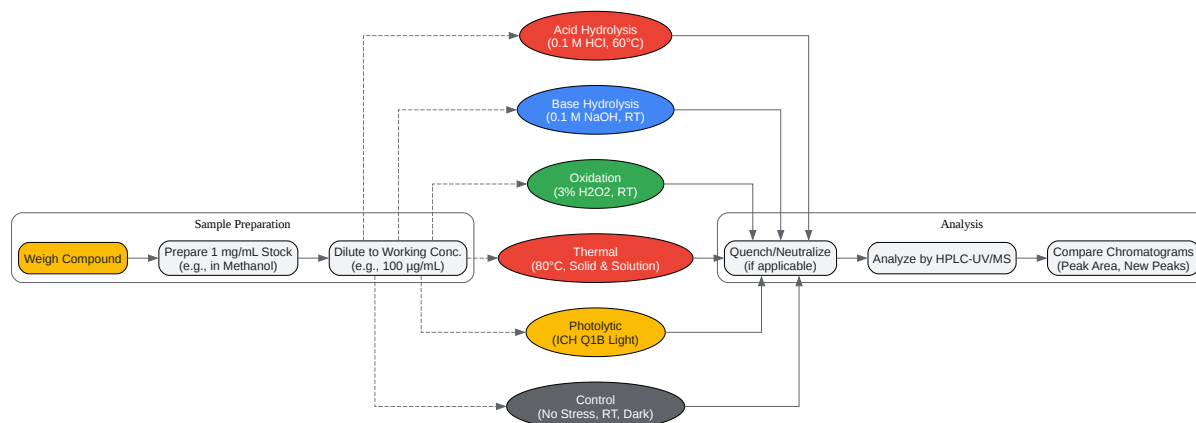 Acid Hydrolysis
(0.1 M HCl, 60°C)
Base Hydrolysis
(0.1 M NaOH, RT)
Oxidation
(3% H2O2, RT)
Sample Preparation
Weigh Compound
Prepare 1 mg/mL Stock
(e.g., in Methanol)
Dilute to Working Conc.
(e.g., 100 µg/mL)
Thermal
(80°C, Solid & Solution)
Analysis
Quench/Neutralize
(if applicable)
Analyze by HPLC-UV/MS
Compare Chromatograms
(Peak Area, New Peaks)
Photolytic
(ICH Q1B Light)
Control
(No Stress, RT, Dark)